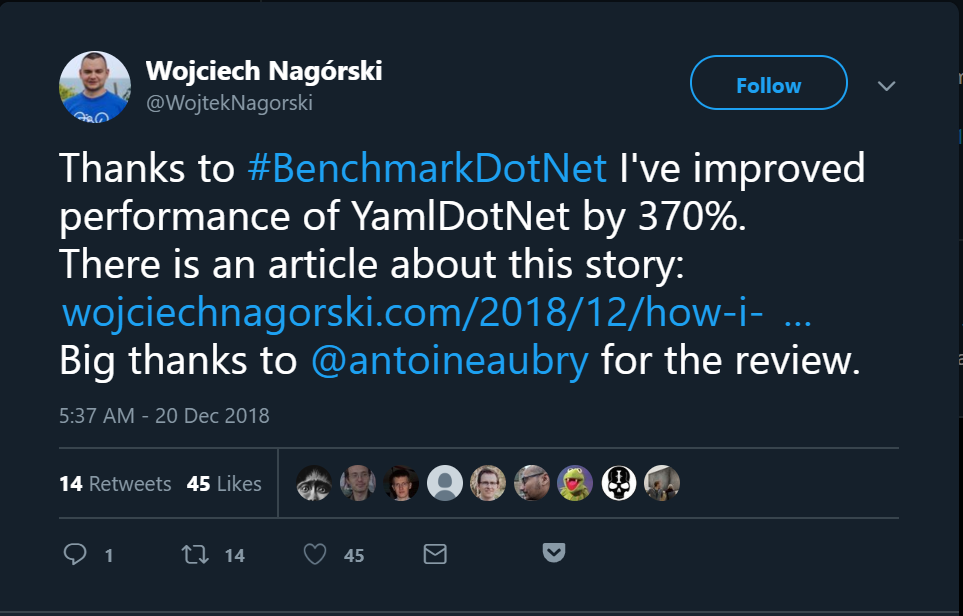 Wojciech Nagórski
@WojtekNagorski
Follow
Thanks to #BenchmarkDotNet I've improved
performance of YamlDotNet by 370%.
There is an article about this story:
wojciechnagorski.com/2018/12/how-i- ...
Big thanks to @antoineaubry for the review.
5:37 AM - 20 Dec 2018
14 Retweets 45 Likes
1 14 45